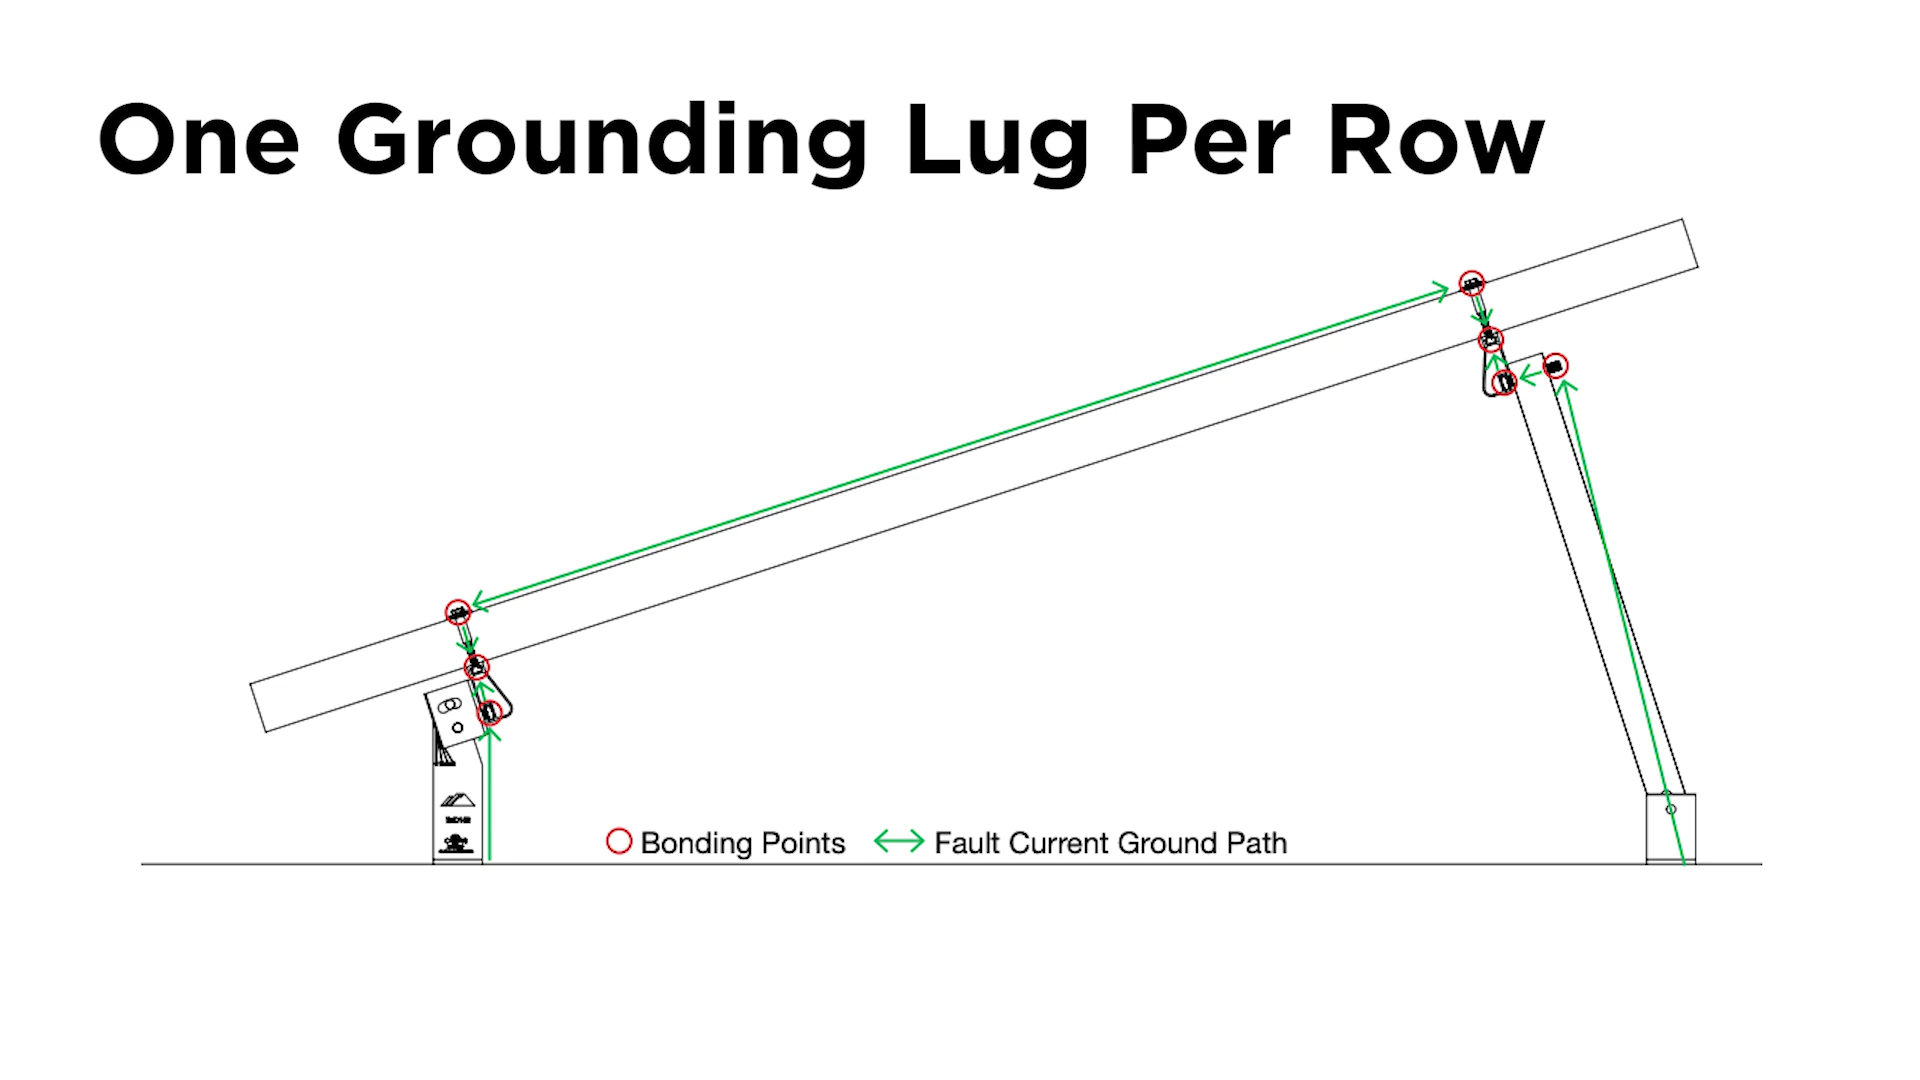 One Grounding Lug Per Row
Bonding Points
Fault Current Ground Path